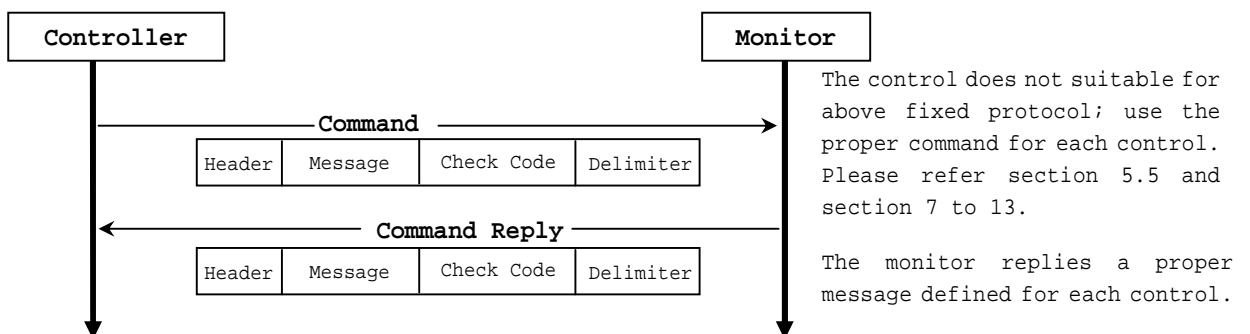 Controller
Monitor
The control does not suitable for
above fixed protocol; use the
proper command for each control.
Please refer section 5.5 and
section 7 to 13.
Command
Header Message Check Code Delimiter
Command Reply
Header Message Check Code Delimiter
The monitor replies a proper
message defined for each control.